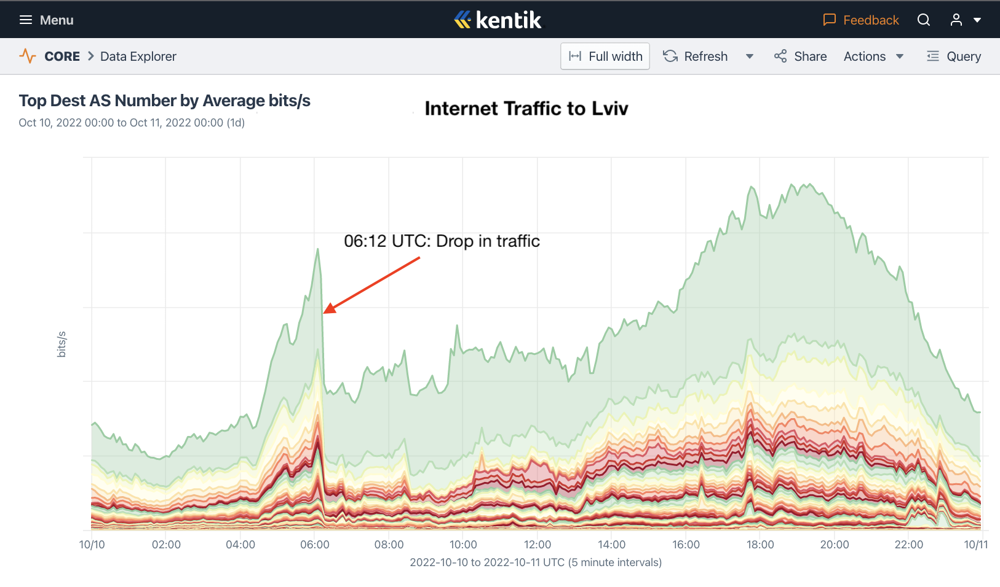 Menu
kentik
Feedback
CORE > Data Explorer
Full width
Refresh
Share
Actions
Query
Top Dest AS Number by Average bits/s
Oct 10, 2022 00:00 to Oct 11, 2022 00:00 (1d)
Internet Traffic to Lviv
06:12 UTC: Drop in traffic
bits/s
10/10 02:00 04:00 06:00 08:00 10:00 12:00 14:00 16:00 18:00 20:00 22:00 10/11
2022-10-10 to 2022-10-11 UTC (5 minute intervals)